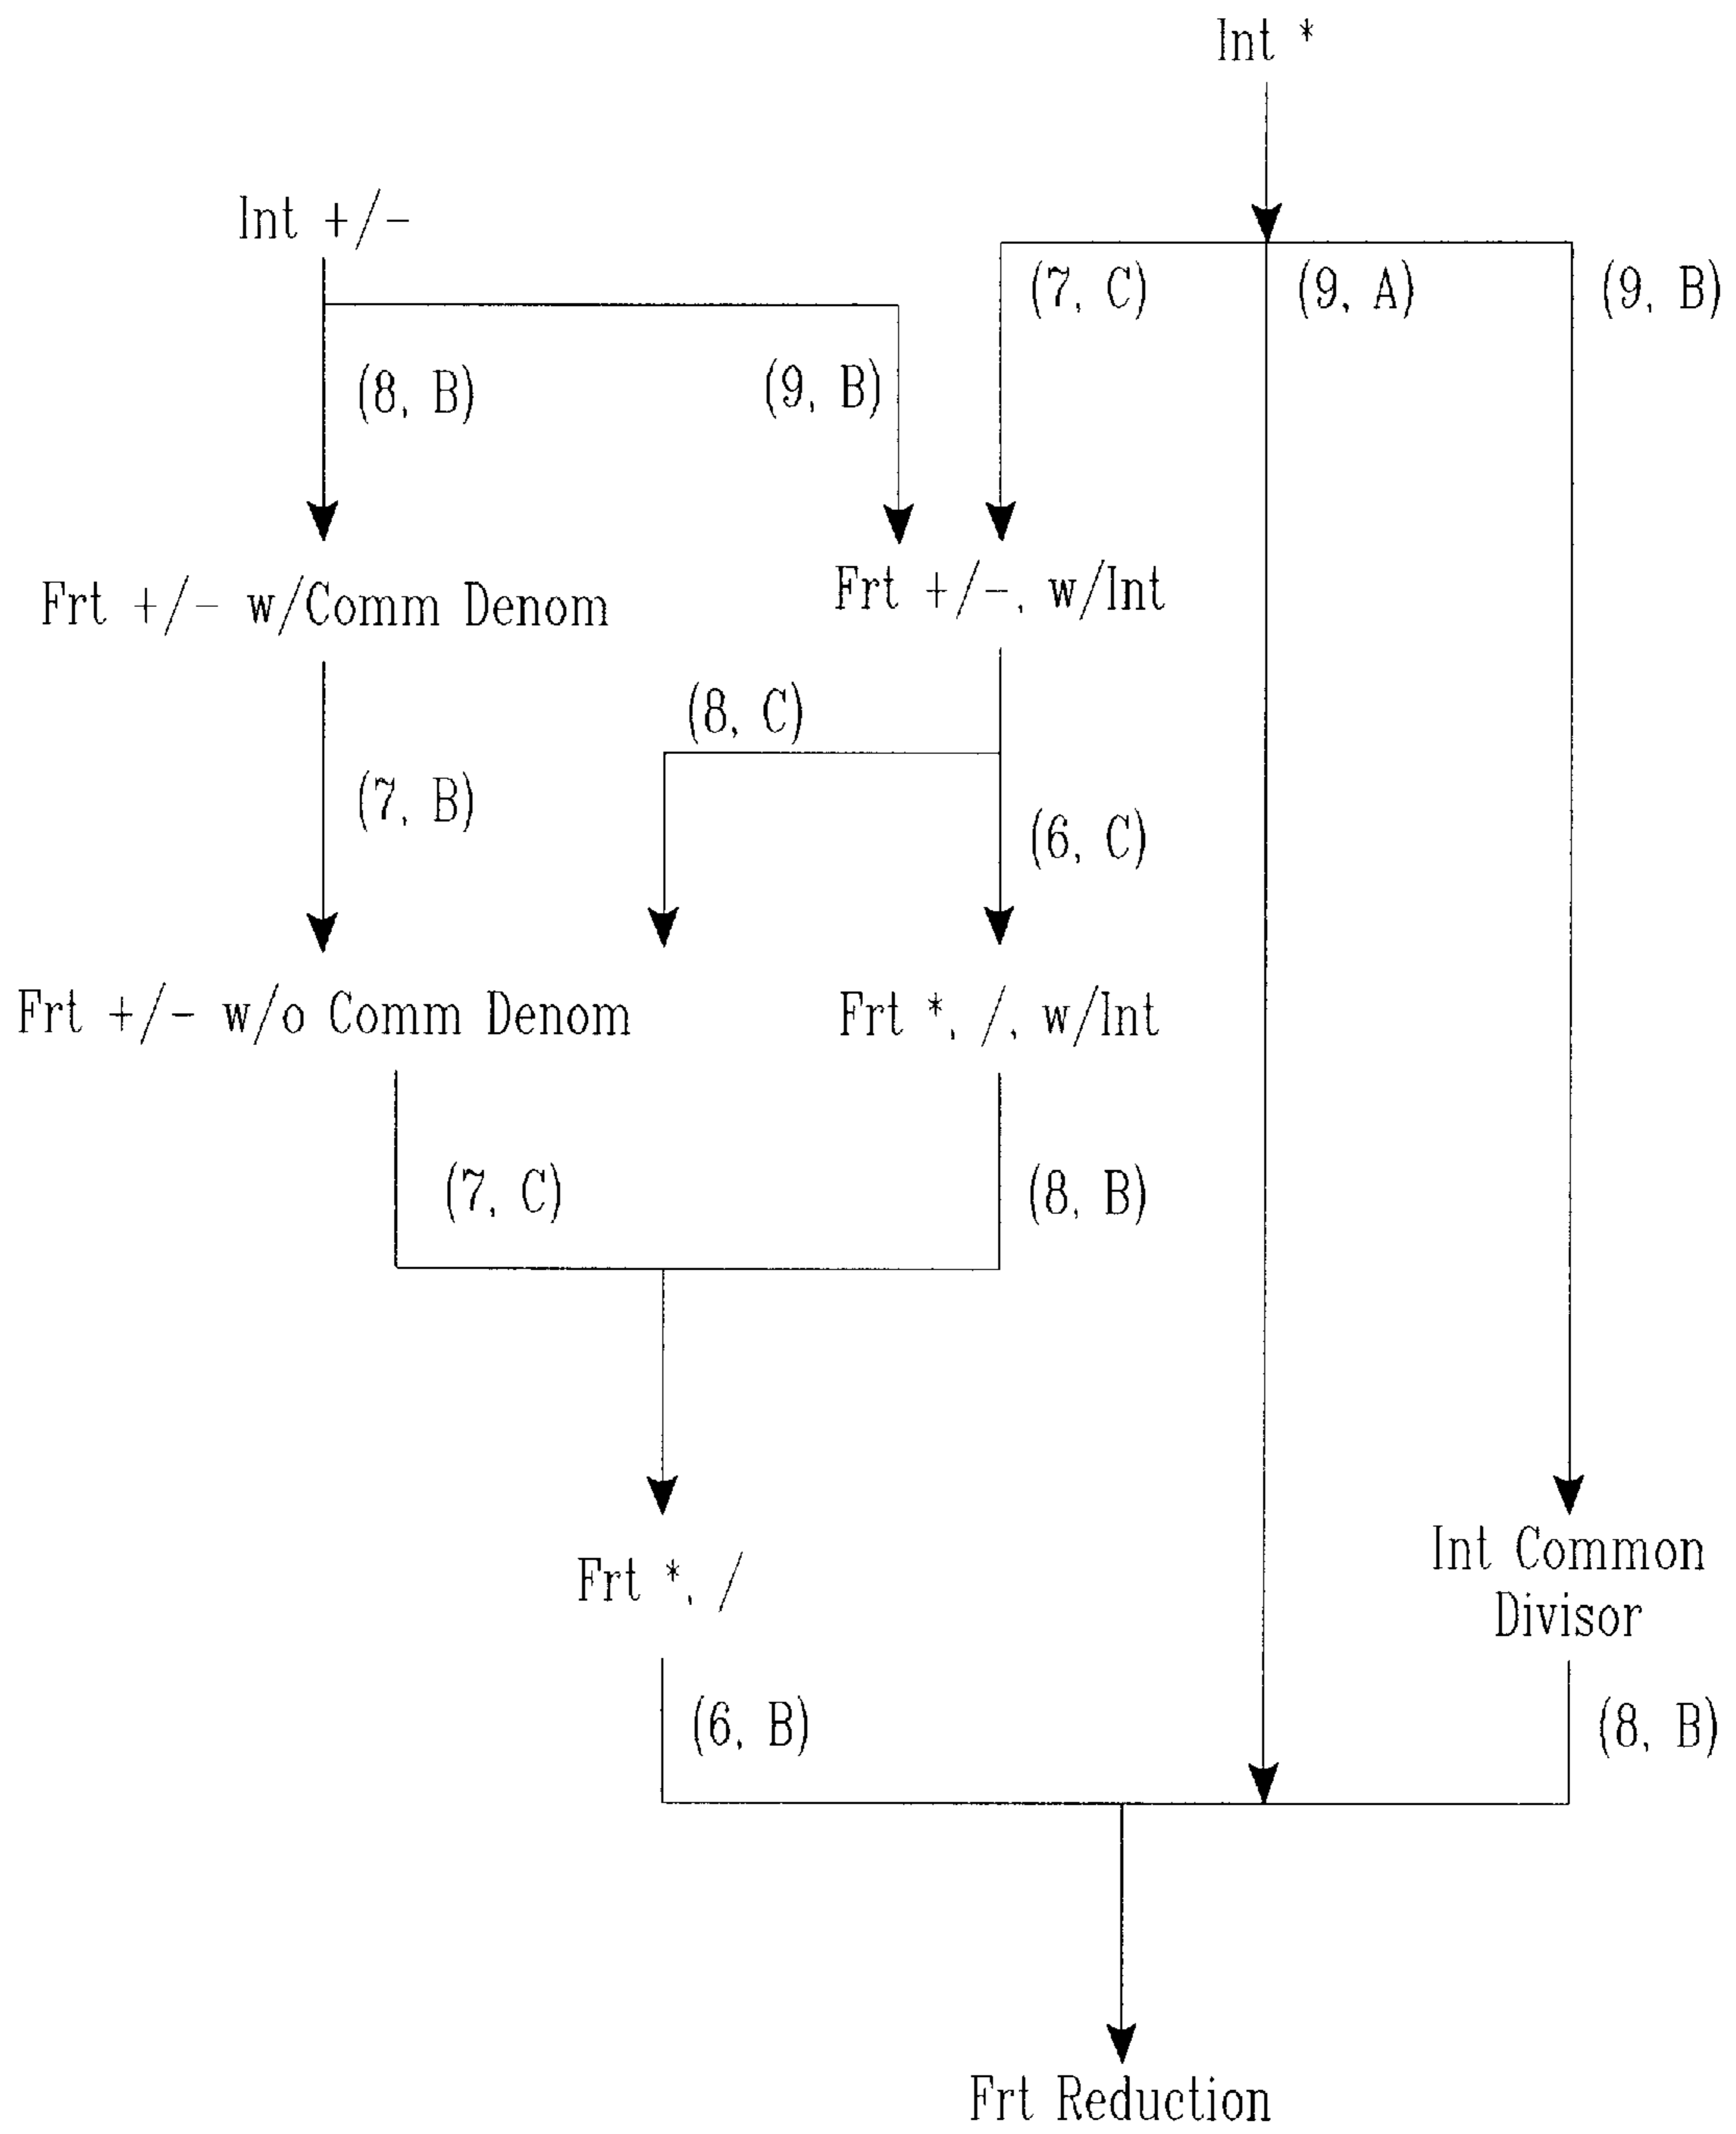 Int *
Int +/-
(7, C)
(9, A)
(9, B)
(8, B)
(9, B)
Frt +/- w/Comm Denom
Frt +/-, w/Int
(8, C)
(7, B)
(6, C)
Frt +/- w/o Comm Denom
Frt *, /, w/Int
(7, C)
(8, B)
Int Common
Divisor
Frt *, /
(6, B)
(8, B)
Frt Reduction